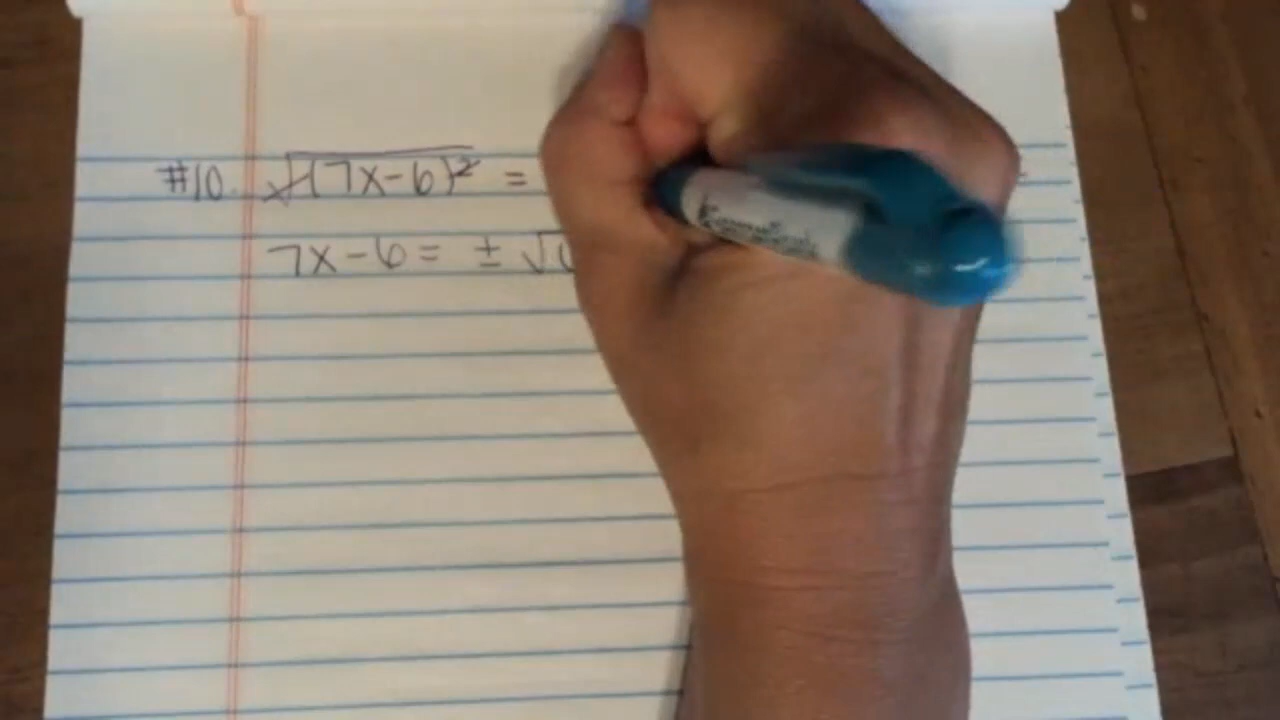 #10. √(7x-6)² =
7x-6 = ± √